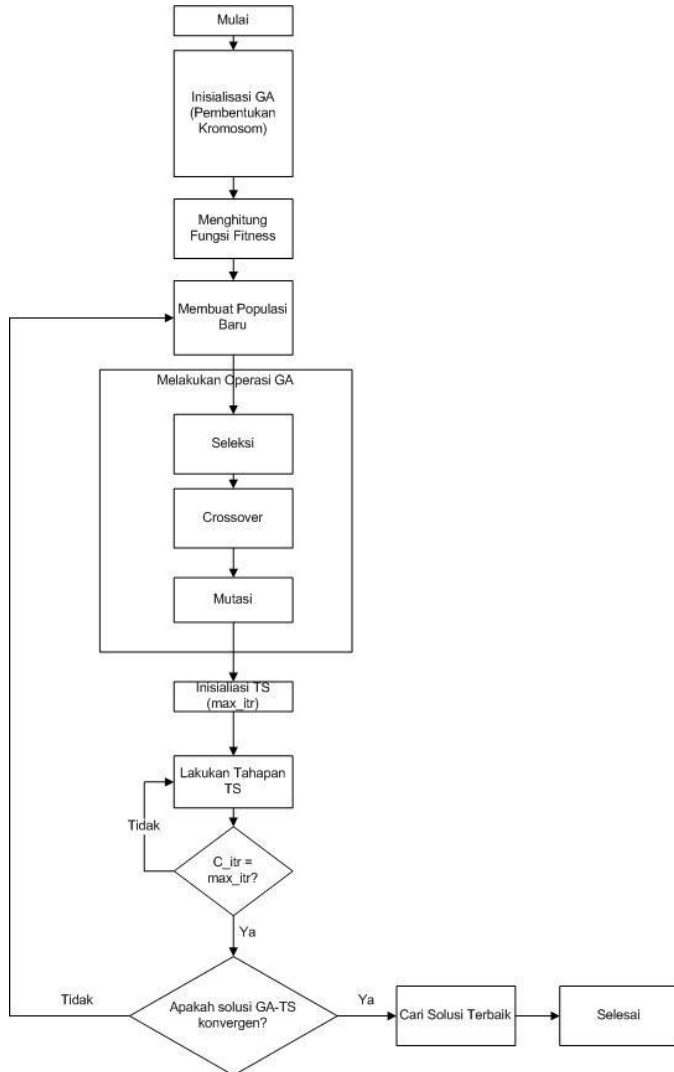 Mulai
Inisialisasi GA
(Pembentukan
Kromosom)
Menghitung
Fungsi Fitness
Membuat Populasi
Baru
Melakukan Operasi GA
Seleksi
Crossover
Mutasi
Inisialiasi TS
(max_itr)
Lakukan Tahapan
TS
Tidak
C_itr =
max_itr?
Ya
Tidak
Apakah solusi GA-TS
konvergen?
Ya
Cari Solusi Terbaik
Selesai